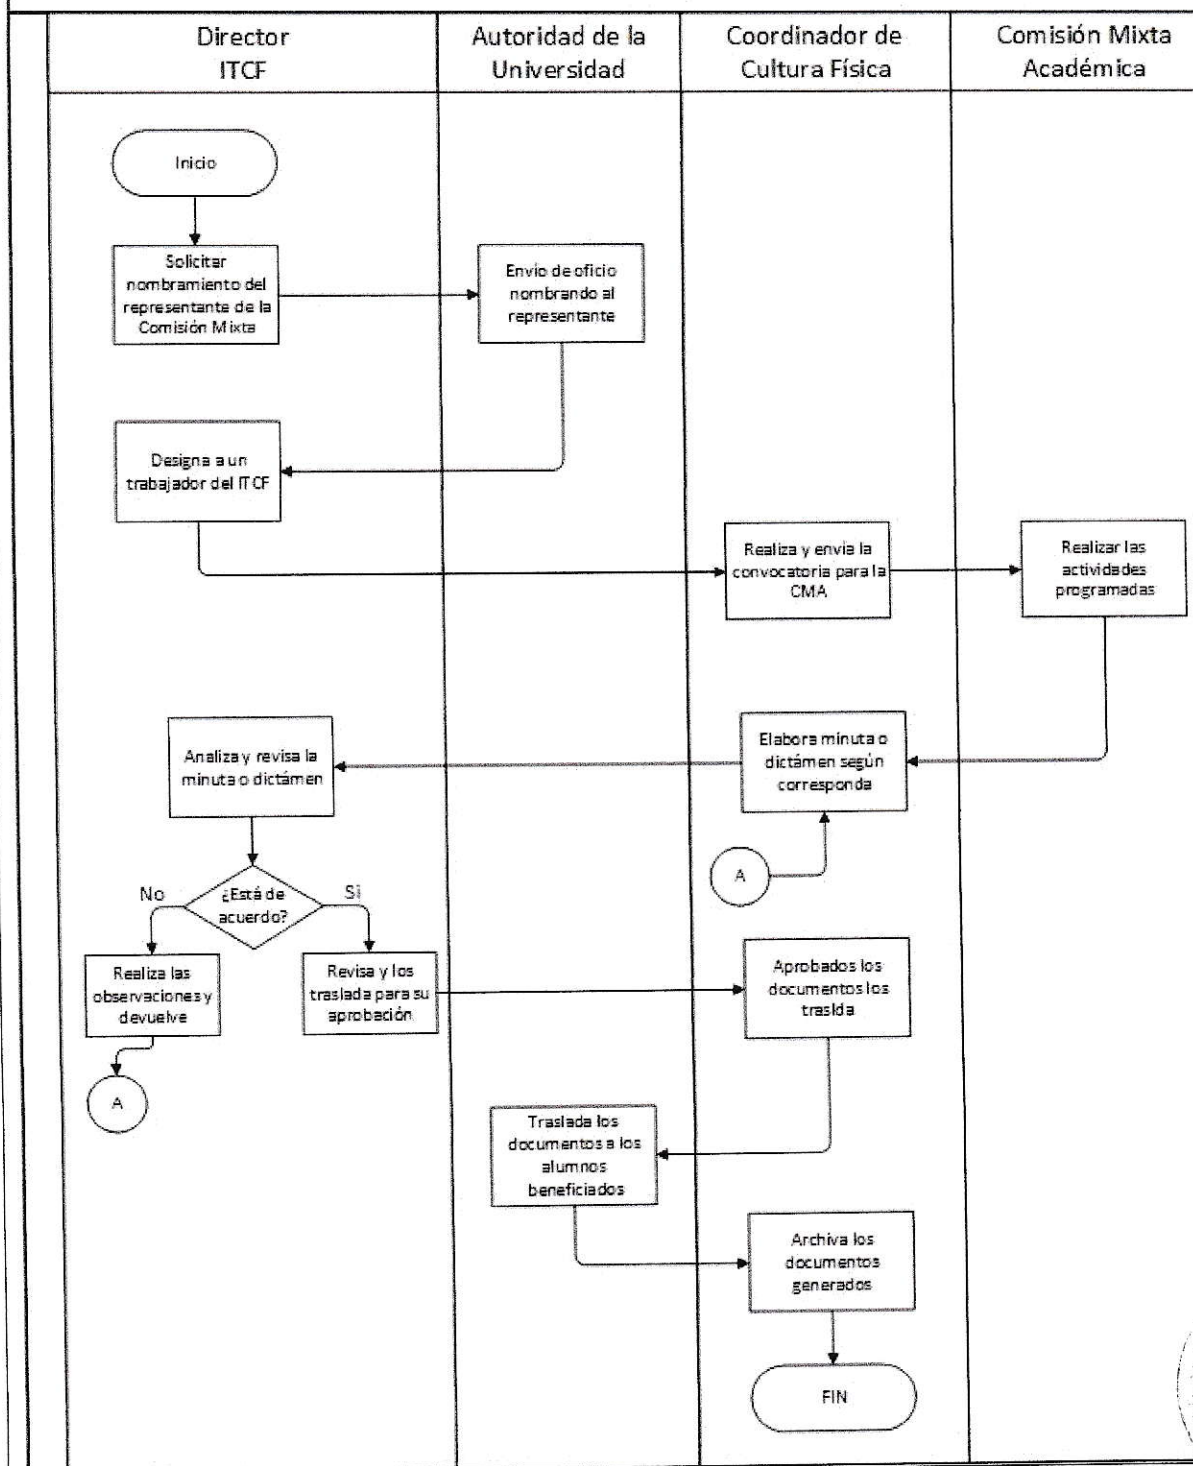 Director
ITCF
Autoridad de la
Universidad
Coordinador de
Cultura Física
Comisión Mixta
Académica
Inicio
Solicitar
nombramiento del
representante de la
Comisión Mixta
Envío de oficio
nombrando al
representante
Designa a un
trabajador del ITCF
Realiza y envia la
convocatoria para la
CMA
Realizar las
actividades
programadas
Elabora minuta o
dictámen según
corresponda
Analiza y revisa la
minuta o dictámen
A
¿Está de
acuerdo?
No
Si
Realiza las
observaciones y
devuelve
Revisa y los
traslada para su
aprobación
Aprobados los
documentos los
traslda
A
Traslada los
documentos a los
alumnos
beneficiados
Archiva los
documentos
generados
FIN